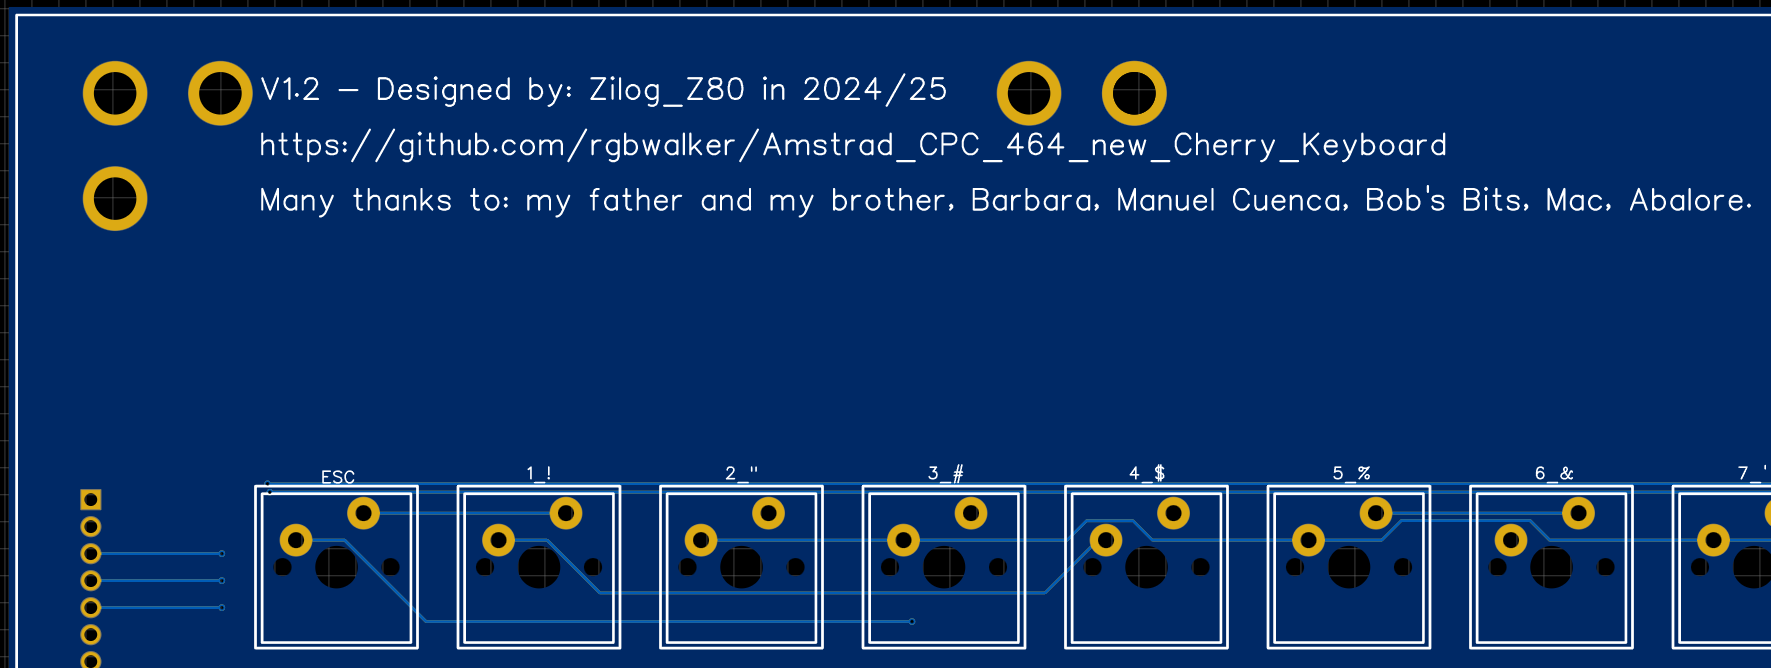 V1.2 - Designed by: Zilog_Z80 in 2024/25
https://github.com/rgbwalker/Amstrad_CPC_464_new_Cherry_Keyboard
Many thanks to: my father and my brother, Barbara, Manuel Cuenca, Bob's Bits, Mac, Abalore.
ESC 1_! 2_" 3_# 4_$ 5_% 6_& 7_'